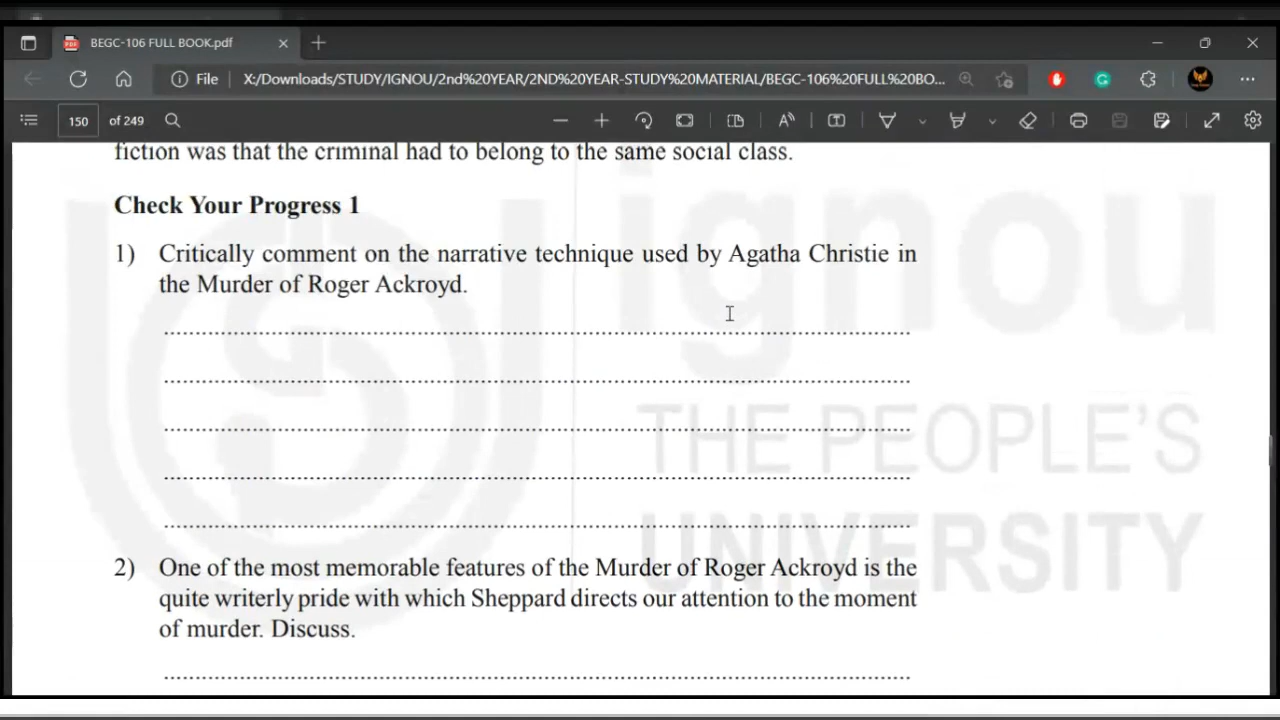 BEGC-106 FULL BOOK.pdf
File X:/Downloads/STUDY/IGNOU/2nd%20YEAR/2ND%20YEAR-STUDY%20MATERIAL/BEGC-106%20FULL%20BO...
150 of 249
fiction was that the criminal had to belong to the same social class.
Check Your Progress 1
1) Critically comment on the narrative technique used by Agatha Christie in
the Murder of Roger Ackroyd.
2) One of the most memorable features of the Murder of Roger Ackroyd is the
quite writerly pride with which Sheppard directs our attention to the moment
of murder. Discuss.
ignou
THE PEOPLE'S
UNIVERSITY